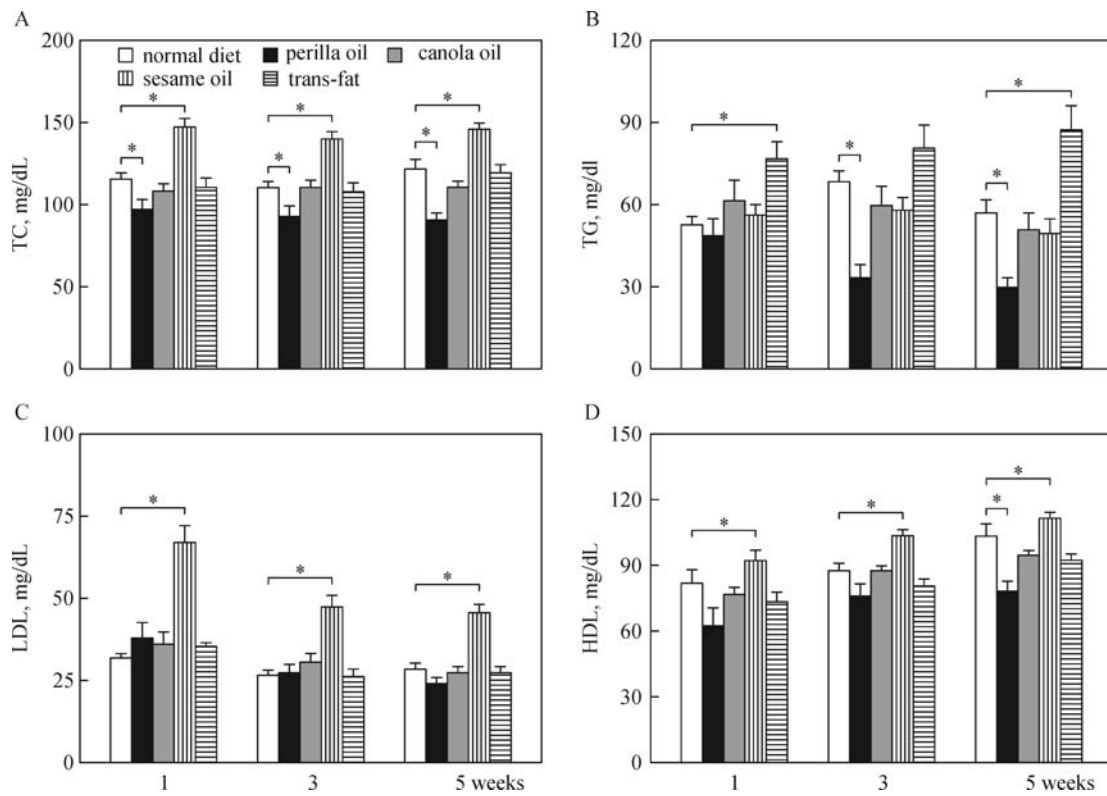 A
TC, mg/dL
200
150
100
50
0
normal diet perilla oil canola oil
sesame oil trans-fat
* * * * * *
B
TG, mg/dl
120
90
60
30
0
* * * * *
C
LDL, mg/dL
100
75
50
25
0
* * *
1 3 5 weeks
D
HDL, mg/dL
150
120
90
60
30
0
* * * *
1 3 5 weeks